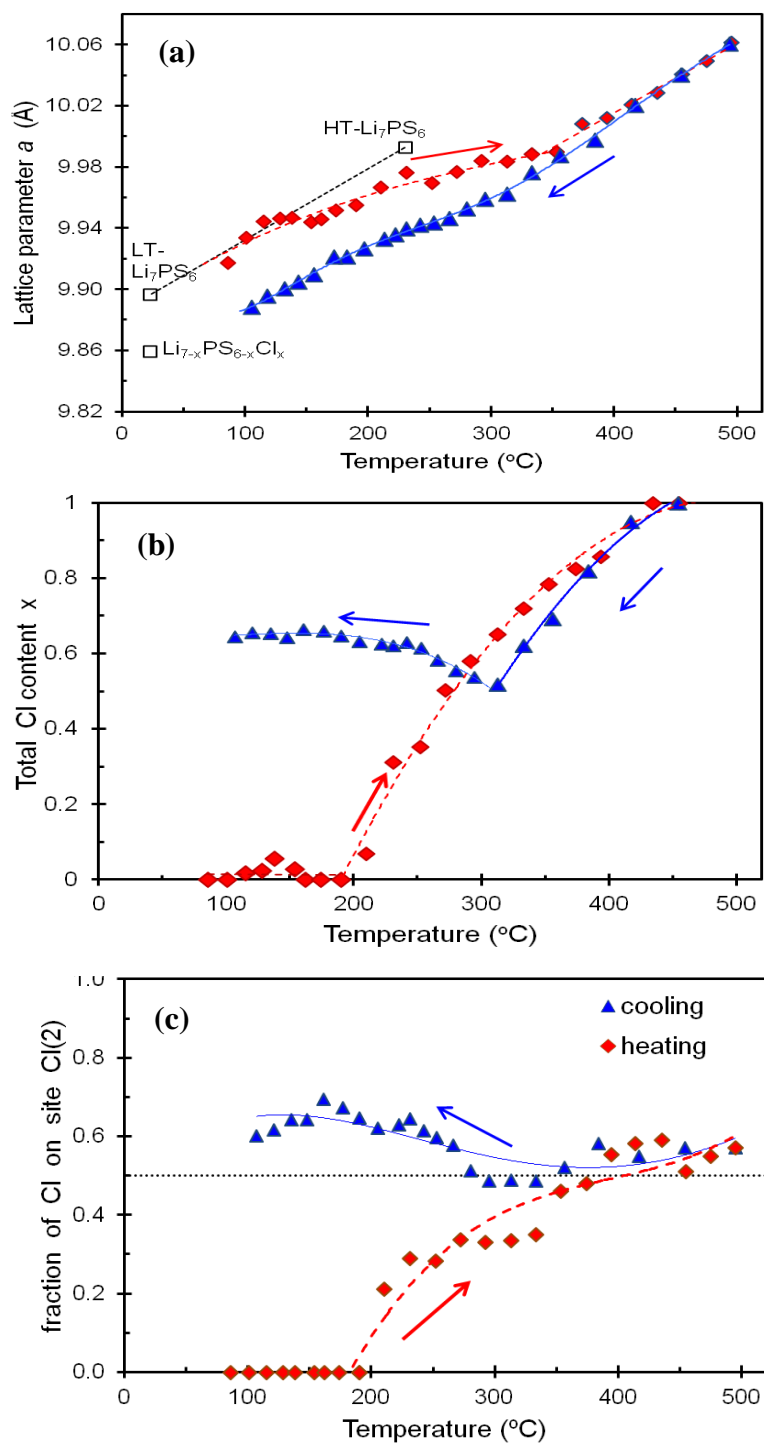 (a)
10.06
10.02
9.98
9.94
9.90
9.86
9.82
Lattice parameter a (Å)
HT-Li₇PS₆
LT-
Li₇PS₆
Li₇₋ₓPS₆₋ₓClₓ
0 100 200 300 400 500
Temperature (°C)
(b)
1
0.8
0.6
0.4
0.2
0
Total Cl content x
0 100 200 300 400 500
Temperature (°C)
(c)
1.0
0.8
0.6
0.4
0.2
0.0
fraction of Cl on site Cl(2)
cooling
heating
0 100 200 300 400 500
Temperature (°C)